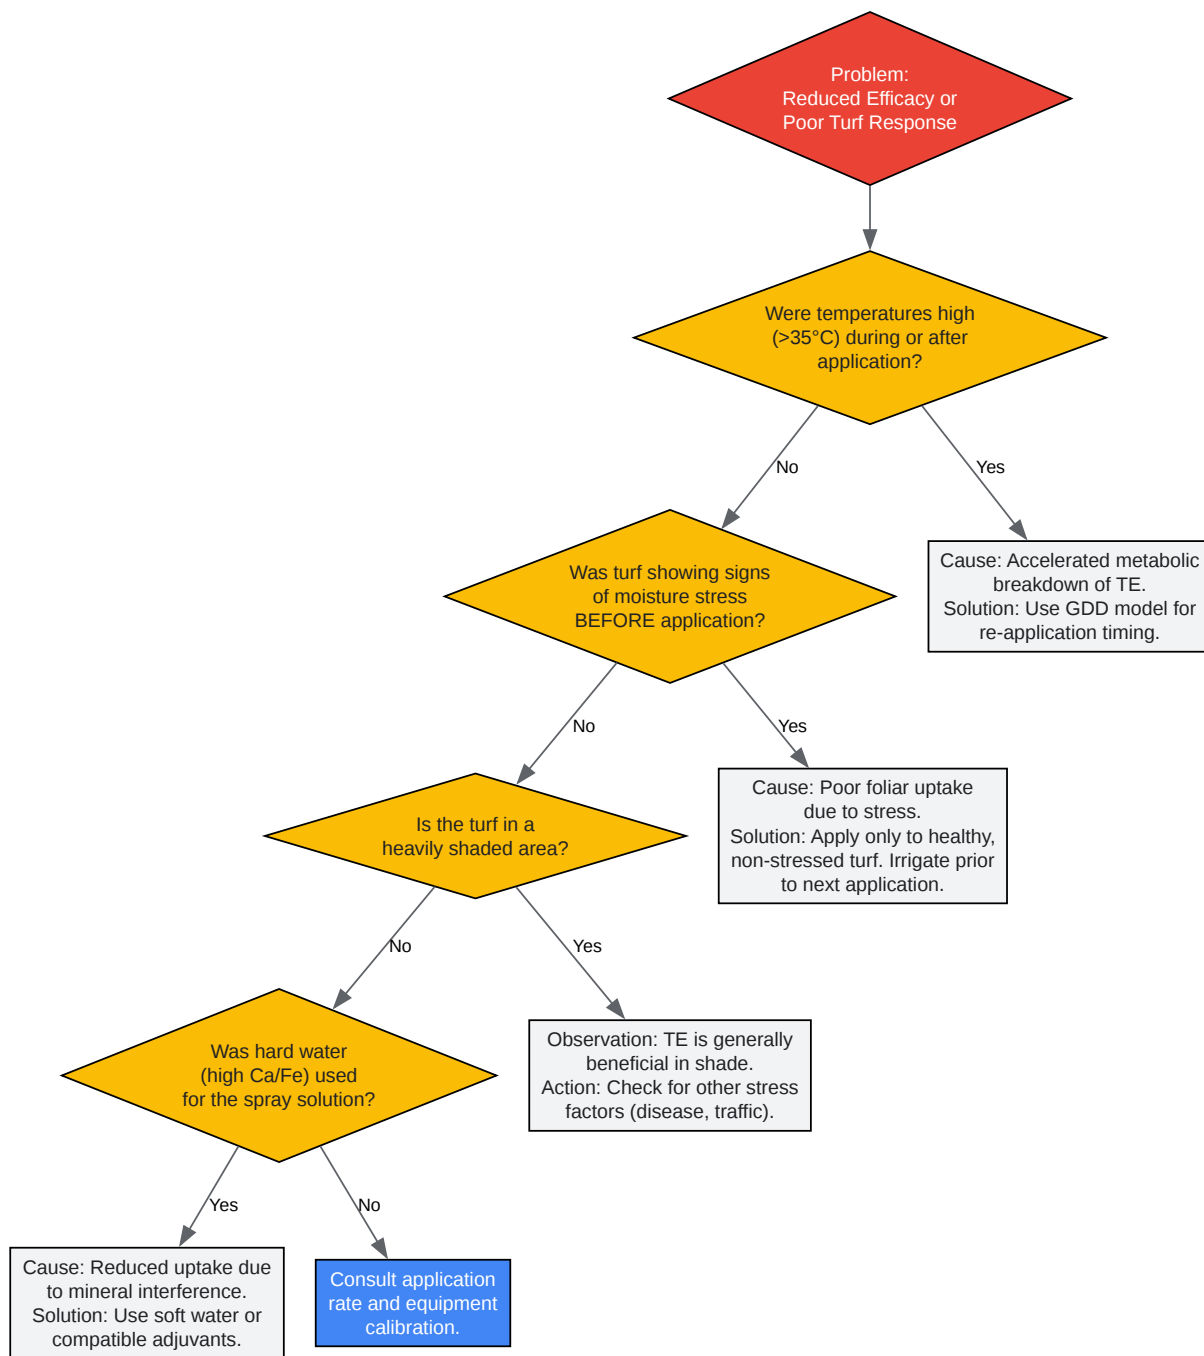 Problem:
Reduced Efficacy or
Poor Turf Response
Were temperatures high
(>35°C) during or after
application?
No
Yes
Was turf showing signs
of moisture stress
BEFORE application?
Cause: Accelerated metabolic
breakdown of TE.
Solution: Use GDD model for
re-application timing.
No
Yes
Is the turf in a
heavily shaded area?
Cause: Poor foliar uptake
due to stress.
Solution: Apply only to healthy,
non-stressed turf. Irrigate prior
to next application.
No
Yes
Was hard water
(high Ca/Fe) used
for the spray solution?
Observation: TE is generally
beneficial in shade.
Action: Check for other stress
factors (disease, traffic).
Yes
No
Cause: Reduced uptake due
to mineral interference.
Solution: Use soft water or
compatible adjuvants.
Consult application
rate and equipment
calibration.